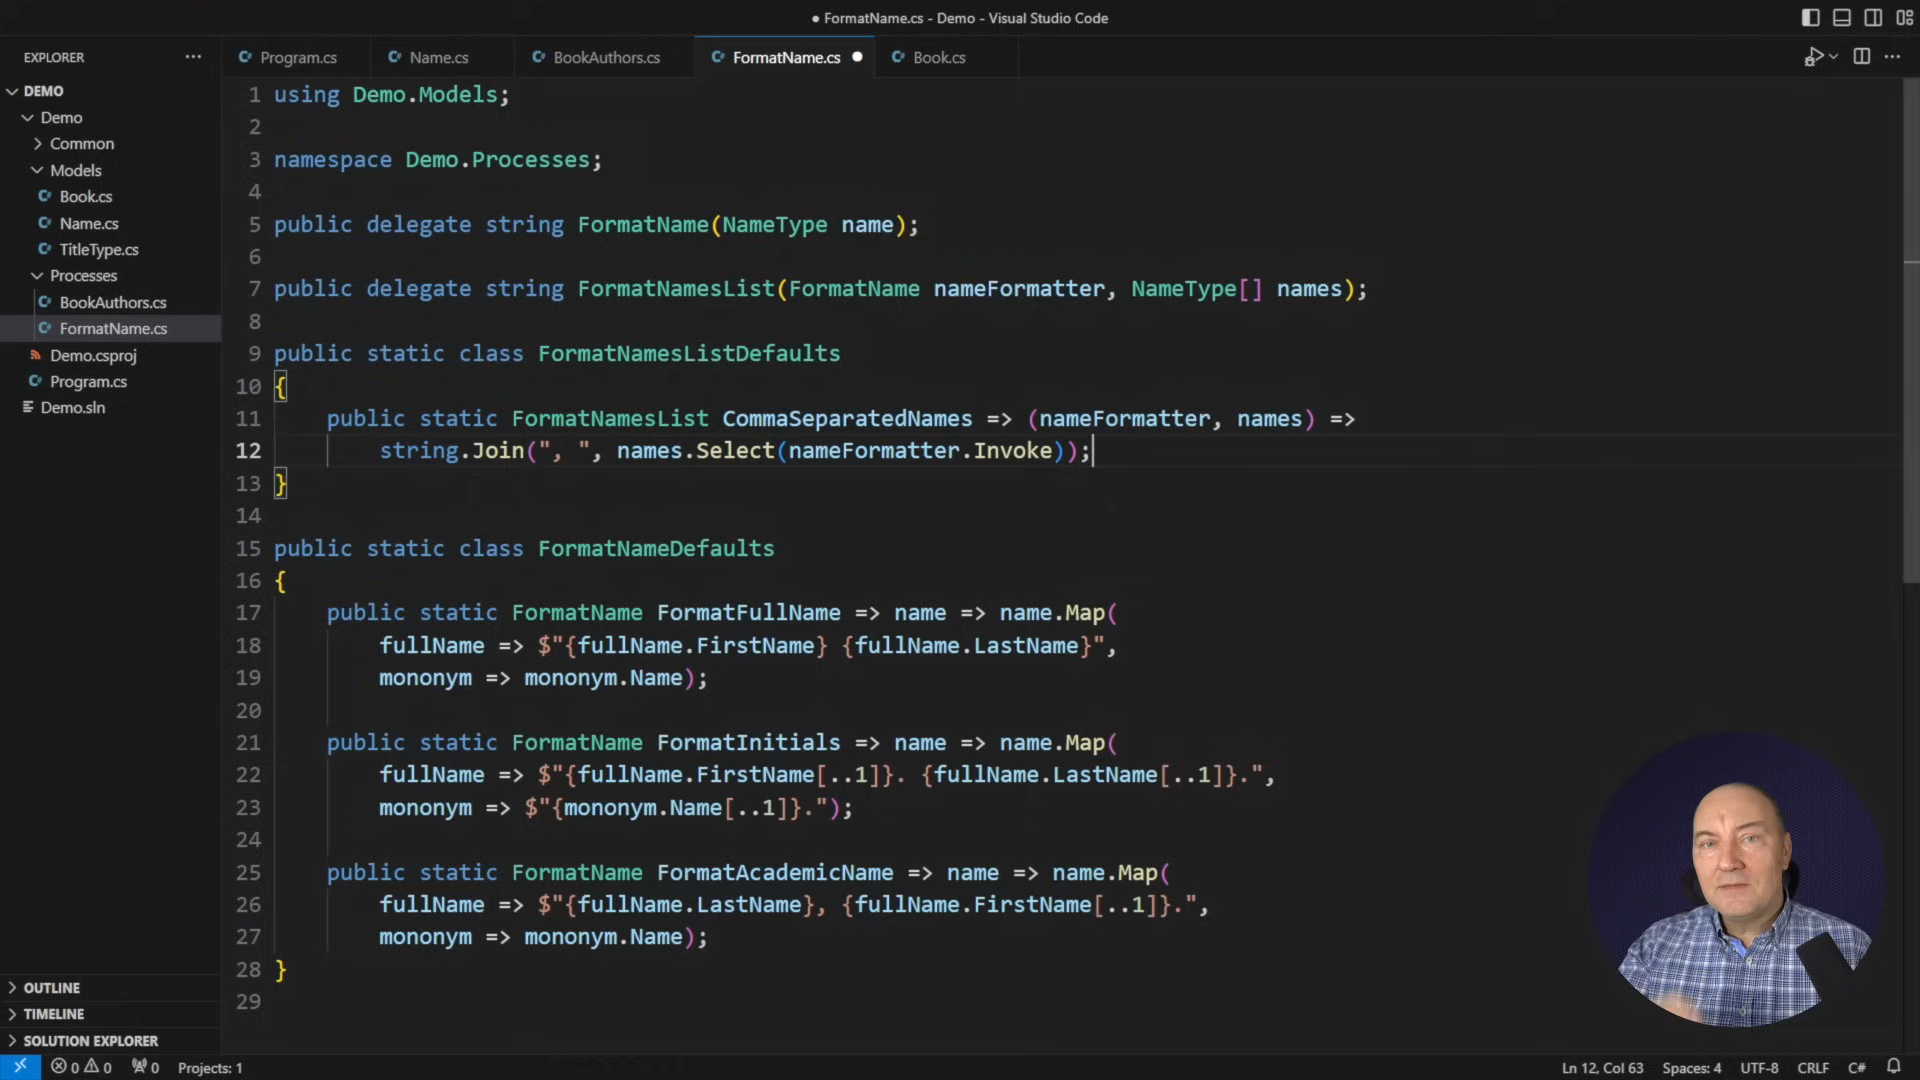 ● FormatName.cs - Demo - Visual Studio Code
EXPLORER
Program.cs
Name.cs
BookAuthors.cs
FormatName.cs
Book.cs
DEMO
Demo
Common
Models
Book.cs
Name.cs
TitleType.cs
Processes
BookAuthors.cs
FormatName.cs
Demo.csproj
Program.cs
Demo.sln
OUTLINE
TIMELINE
SOLUTION EXPLORER
1 using Demo.Models;
2
3 namespace Demo.Processes;
4
5 public delegate string FormatName(NameType name);
6
7 public delegate string FormatNamesList(FormatName nameFormatter, NameType[] names);
8
9 public static class FormatNamesListDefaults
10 {
11 public static FormatNamesList CommaSeparatedNames => (nameFormatter, names) =>
12 string.Join(", ", names.Select(nameFormatter.Invoke));
13 }
14
15 public static class FormatNameDefaults
16 {
17 public static FormatName FormatFullName => name => name.Map(
18 fullName => $"{fullName.FirstName} {fullName.LastName}",
19 mononym => mononym.Name);
20
21 public static FormatName FormatInitials => name => name.Map(
22 fullName => $"{fullName.FirstName[..1]}. {fullName.LastName[..1]}.",
23 mononym => $"{mononym.Name[..1]}.");
24
25 public static FormatName FormatAcademicName => name => name.Map(
26 fullName => $"{fullName.LastName}, {fullName.FirstName[..1]}.",
27 mononym => mononym.Name);
28 }
29
0 0 0 Projects: 1
Ln 12, Col 63 Spaces: 4 UTF-8 CRLF C#